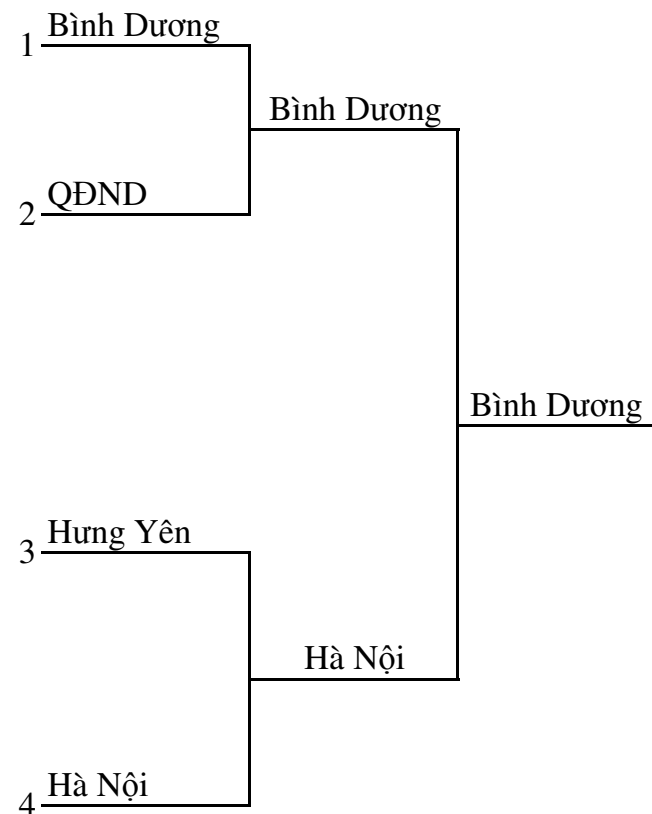 1 Bình Dương
Bình Dương
2 QĐND
Bình Dương
3 Hưng Yên
Hà Nội
4 Hà Nội